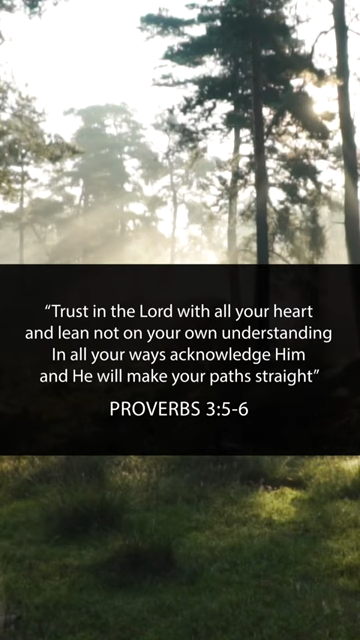 “Trust in the Lord with all your heart
and lean not on your own understanding
In all your ways acknowledge Him
and He will make your paths straight”
PROVERBS 3:5-6